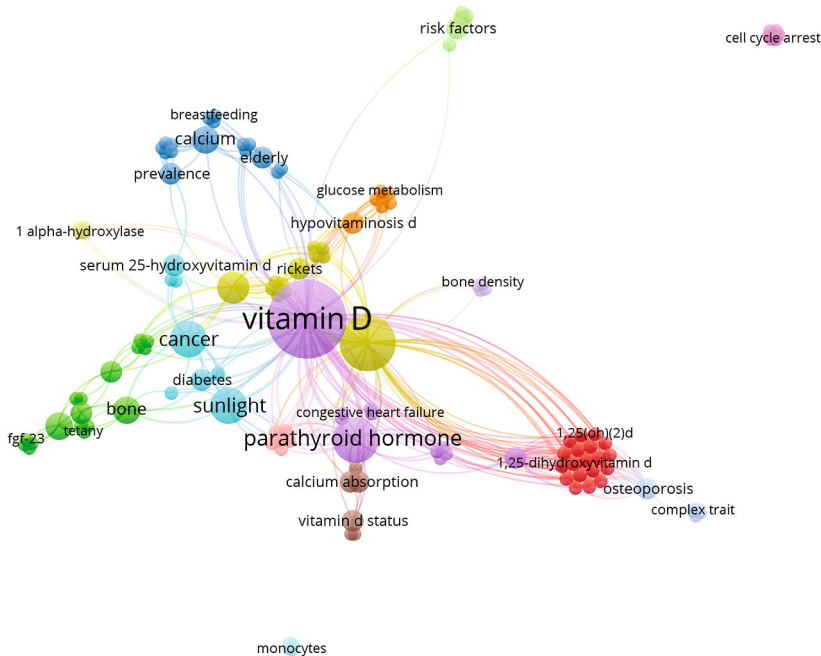 risk factors
cell cycle arrest
breastfeeding
calcium
elderly
prevalence
glucose metabolism
hypovitaminosis d
1 alpha-hydroxylase
serum 25-hydroxyvitamin d
rickets
bone density
vitamin D
cancer
diabetes
sunlight
bone
congestive heart failure
tetany
fgf-23
parathyroid hormone
1,25(oh)(2)d
1,25-dihydroxyvitamin d
calcium absorption
osteoporosis
complex trait
vitamin d status
monocytes